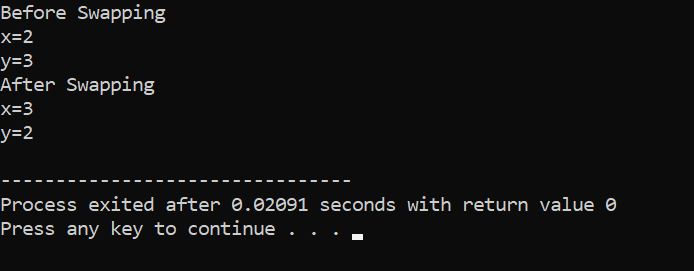 Before Swapping
x=2
y=3
After Swapping
x=3
y=2
--------------------------------
Process exited after 0.02091 seconds with return value 0
Press any key to continue . . .